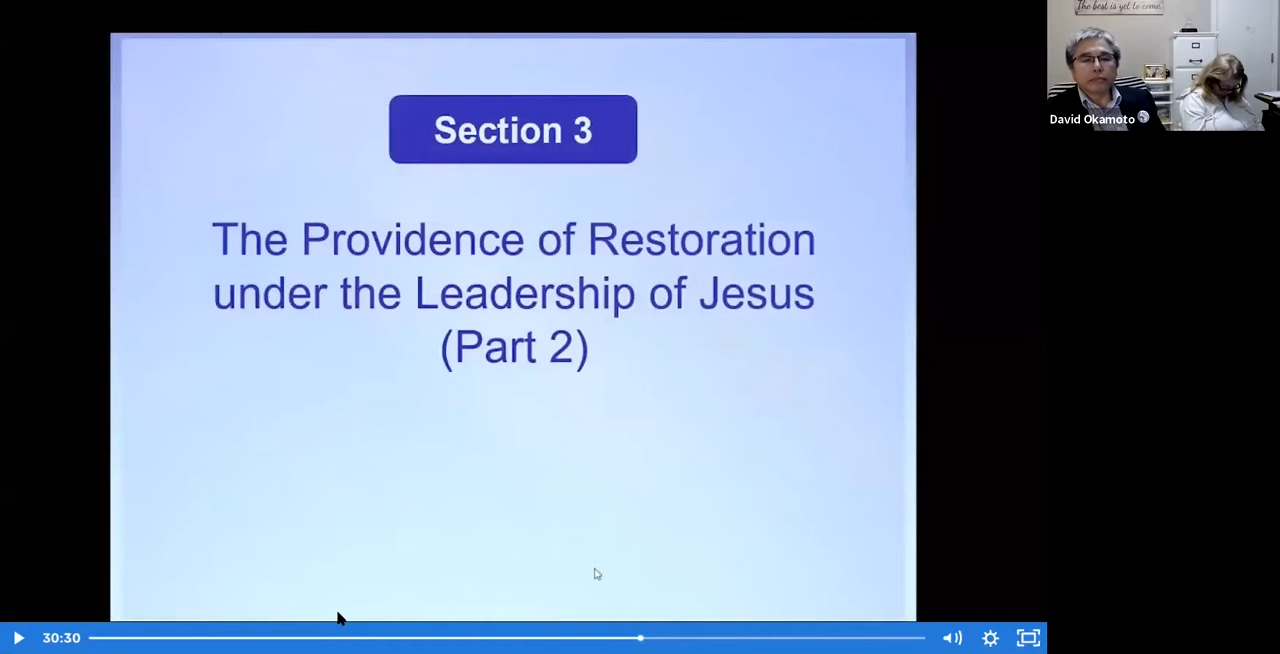 Section 3
The Providence of Restoration
under the Leadership of Jesus
(Part 2)
The best is yet to come.
David Okamoto
30:30